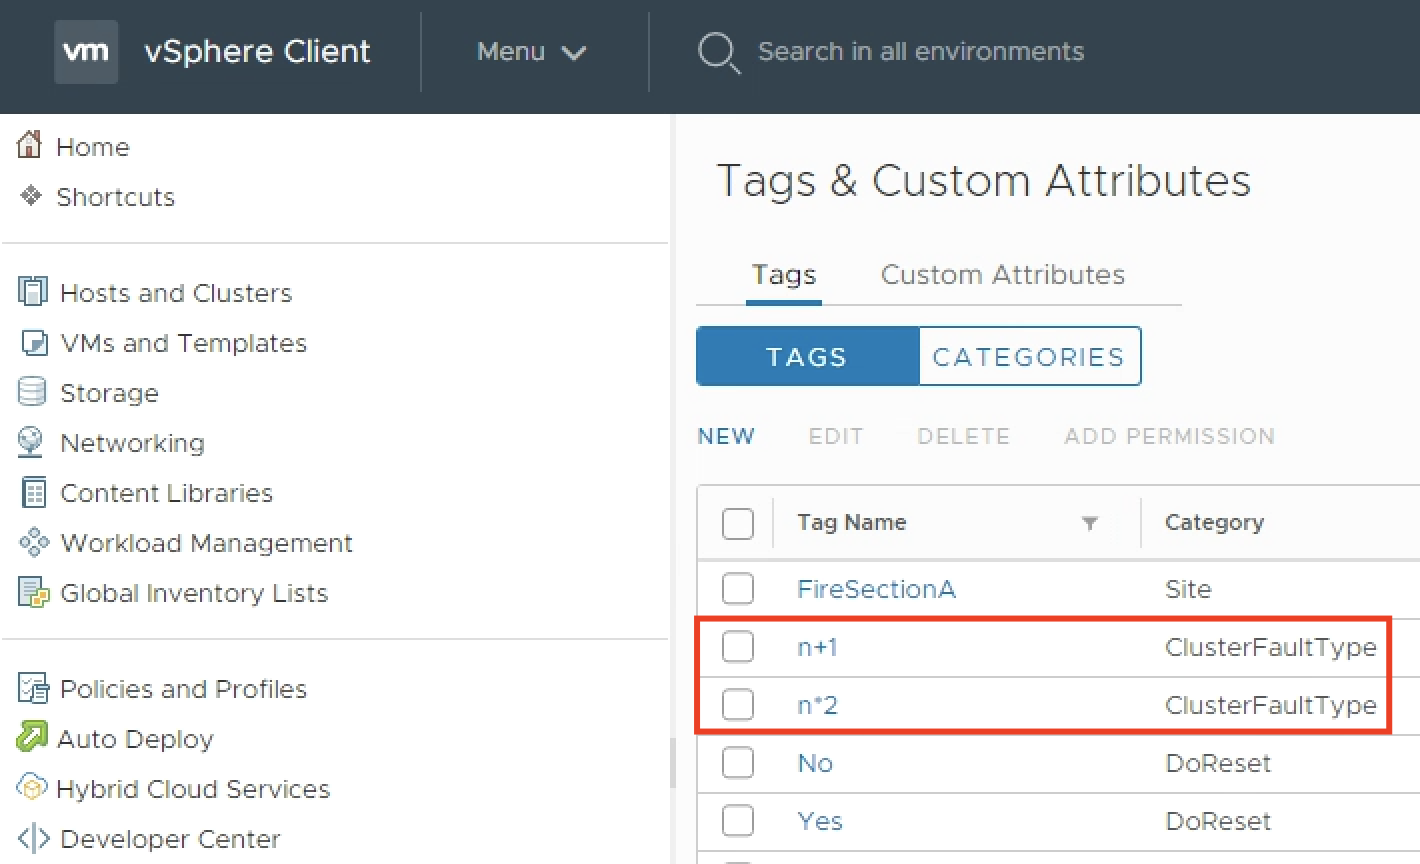 vm vSphere Client Menu Search in all environments
Home
Shortcuts
Hosts and Clusters
VMs and Templates
Storage
Networking
Content Libraries
Workload Management
Global Inventory Lists
Policies and Profiles
Auto Deploy
Hybrid Cloud Services
Developer Center
Tags & Custom Attributes
Tags Custom Attributes
TAGS CATEGORIES
NEW EDIT DELETE ADD PERMISSION
Tag Name Category
FireSectionA Site
n+1 ClusterFaultType
n*2 ClusterFaultType
No DoReset
Yes DoReset